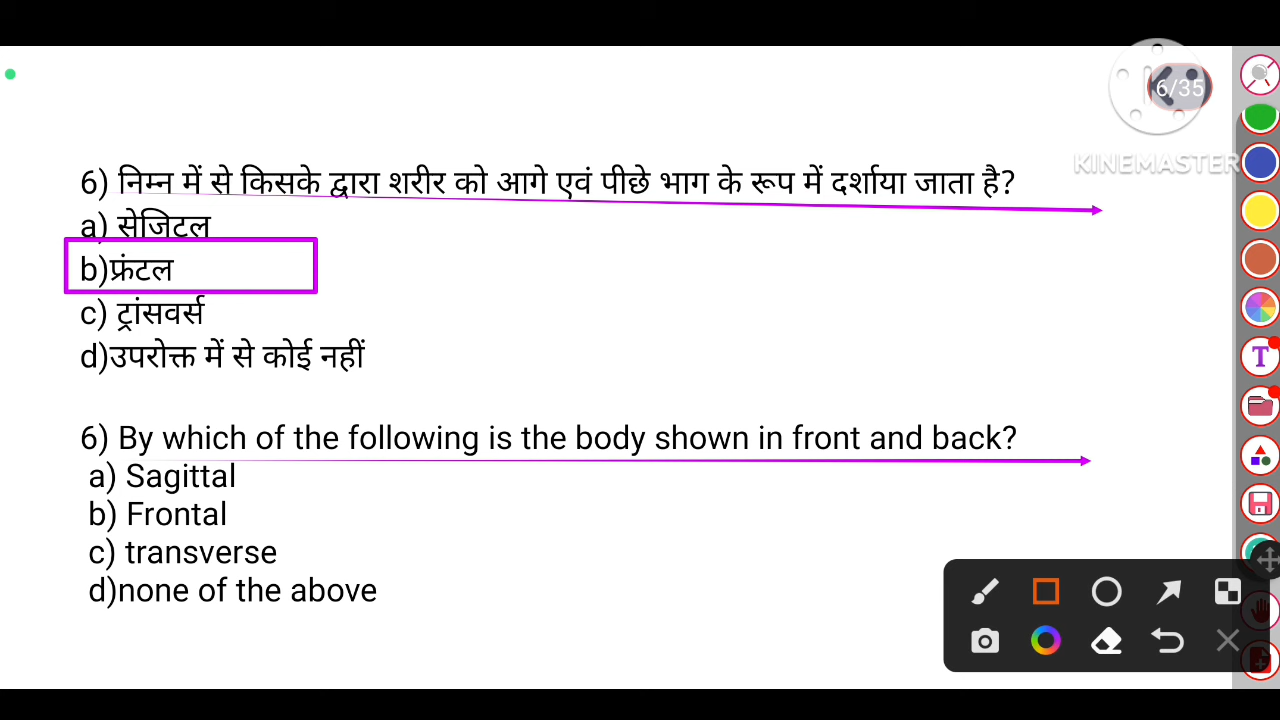 6/35
KINEMASTER
6) निम्न में से किसके द्वारा शरीर को आगे एवं पीछे भाग के रूप में दर्शाया जाता है?
a) सेजिटल
b)फ्रंटल
c) ट्रांसवर्स
d)उपरोक्त में से कोई नहीं
6) By which of the following is the body shown in front and back?
a) Sagittal
b) Frontal
c) transverse
d)none of the above
T